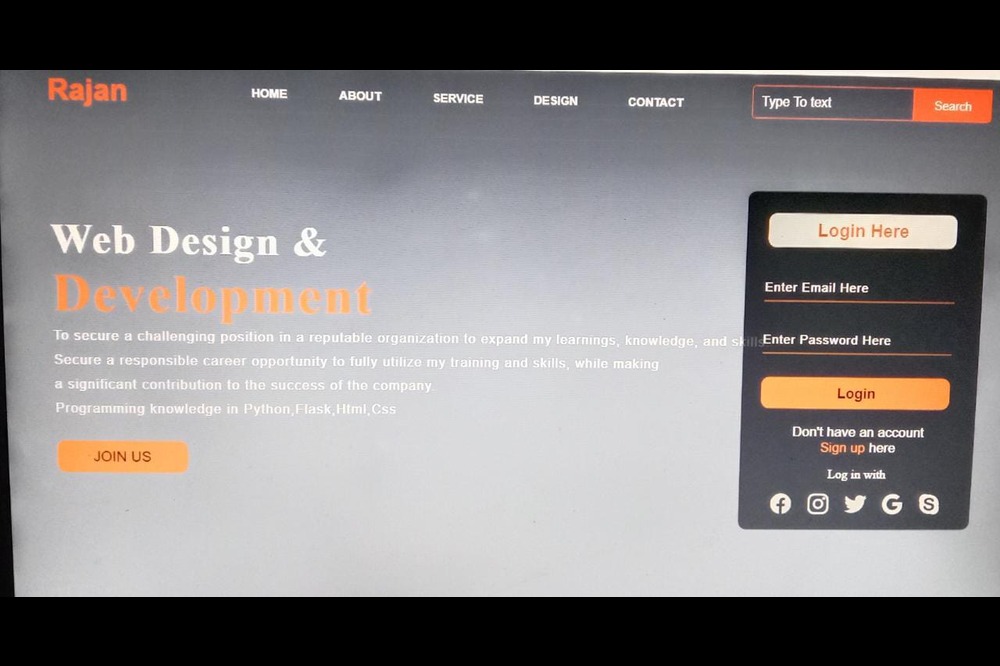 Rajan
HOME
ABOUT
SERVICE
DESIGN
CONTACT
Type To text
Search
Web Design &
Development
To secure a challenging position in a reputable organization to expand my learnings, knowledge, and skills
Secure a responsible career opportunity to fully utilize my training and skills, while making
a significant contribution to the success of the company.
Programming knowledge in Python,Flask,Html,Css
JOIN US
Login Here
Enter Email Here
Enter Password Here
Login
Don't have an account
Sign up here
Log in with